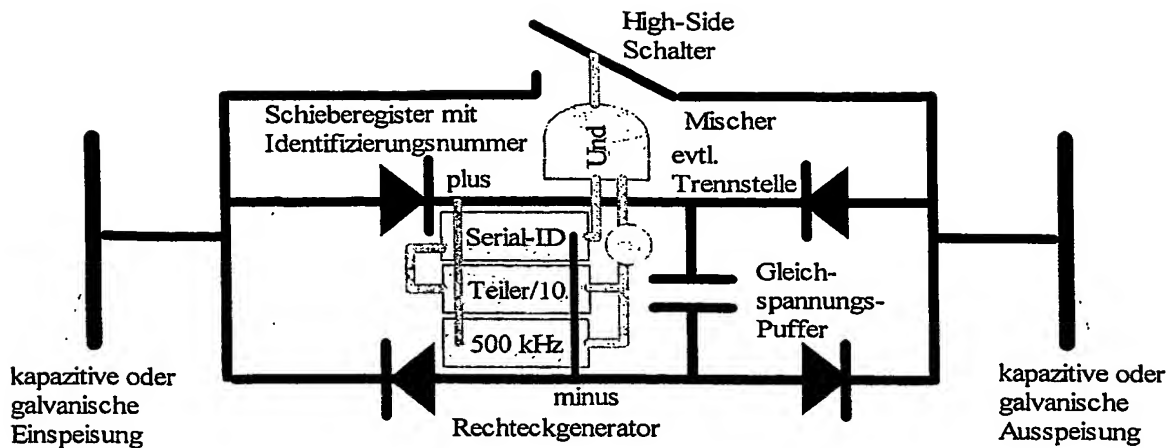 High-Side
Schalter
Schieberegister mit
Identifizierungsnummer
Und
Mischer
evtl.
Trennstelle
plus
Serial-ID
Teiler/10
500 kHz
Gleich-
spannungs-
Puffer
kapazitive oder
galvanische
Einspeisung
minus
Rechteckgenerator
kapazitive oder
galvanische
Ausspeisung